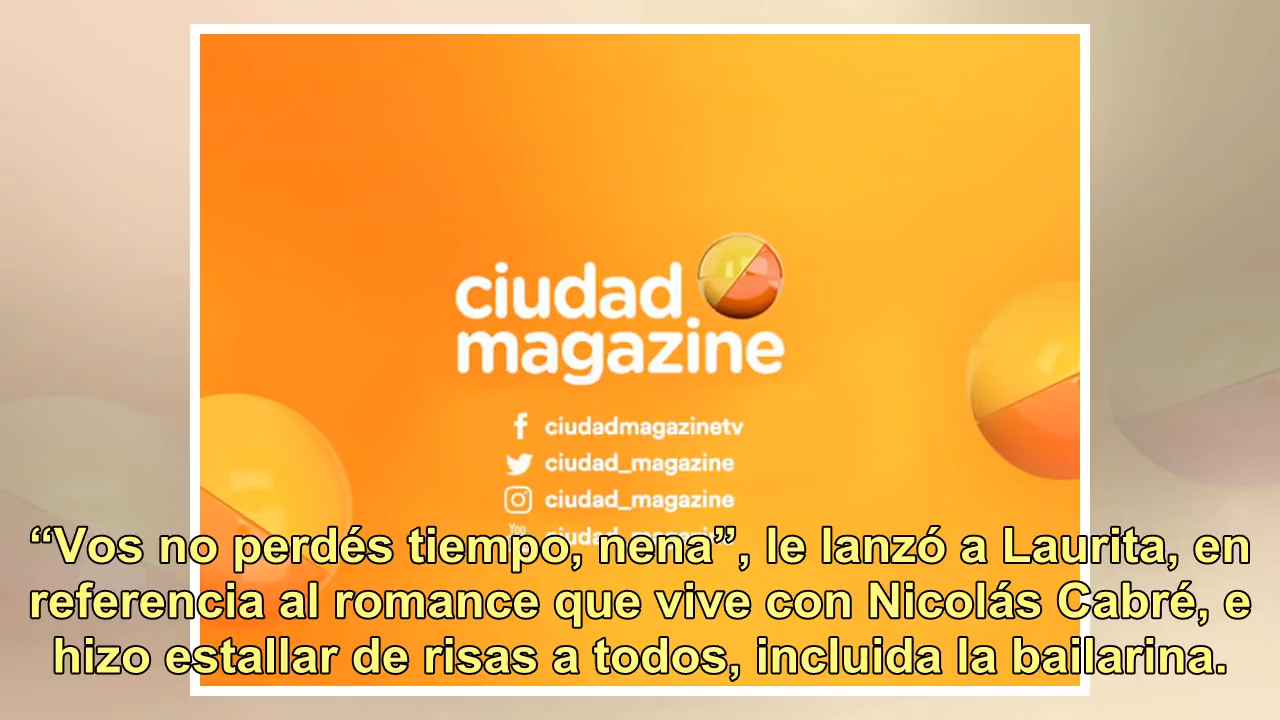 ciudad
magazine
ciudadmagazinetv
ciudad_magazine
ciudad_magazine
“Vos no perdés tiempo, nena”, le lanzó a Laurita, en
referencia al romance que vive con Nicolás Cabré, e
hizo estallar de risas a todos, incluida la bailarina.